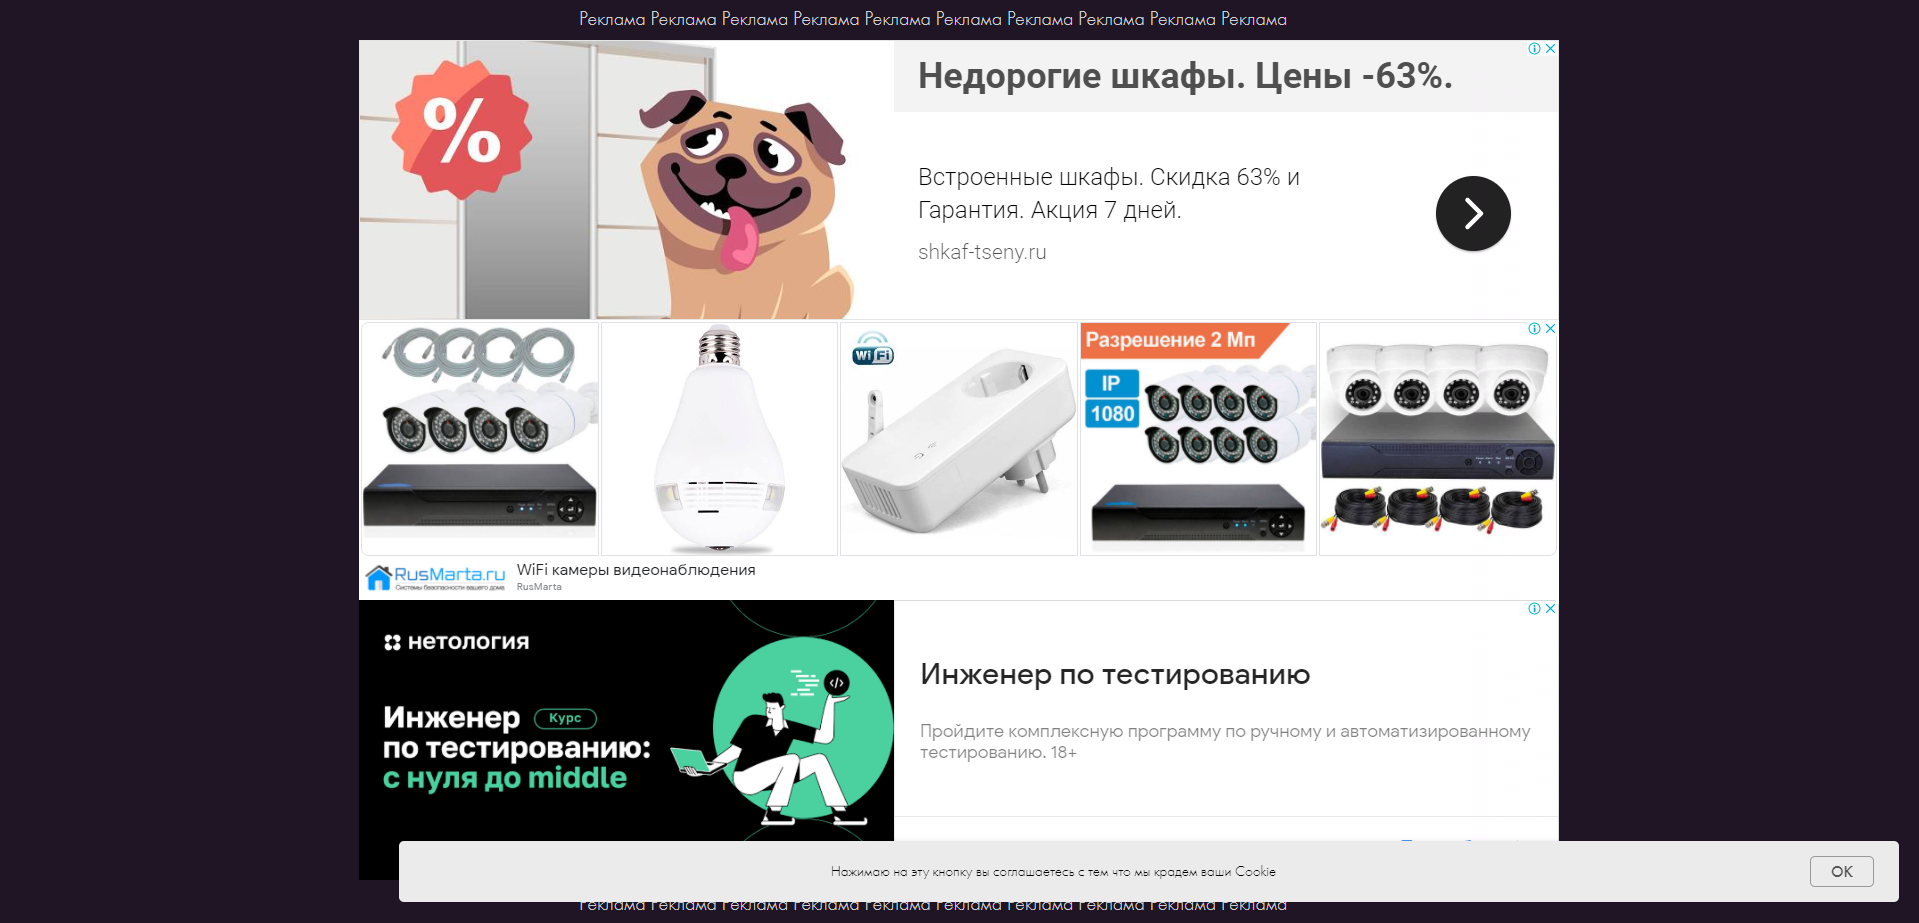 Реклама Реклама Реклама Реклама Реклама Реклама Реклама Реклама Реклама Реклама
%
Недорогие шкафы. Цены -63%.
Встроенные шкафы. Скидка 63% и
Гарантия. Акция 7 дней.
shkaf-tseny.ru
Wi Fi
Разрешение 2 Мп
IP
1080
RusMarta.ru
Системы безопасности вашего дома
WiFi камеры видеонаблюдения
RusMarta
нетология
Инженер Курс
по тестированию:
с нуля до middle
Инженер по тестированию
Пройдите комплексную программу по ручному и автоматизированному
тестированию. 18+
Нажимаю на эту кнопку вы соглашаетесь с тем что мы крадем ваши Cookie
OK
Реклама Реклама Реклама Реклама Реклама Реклама Реклама Реклама Реклама Реклама